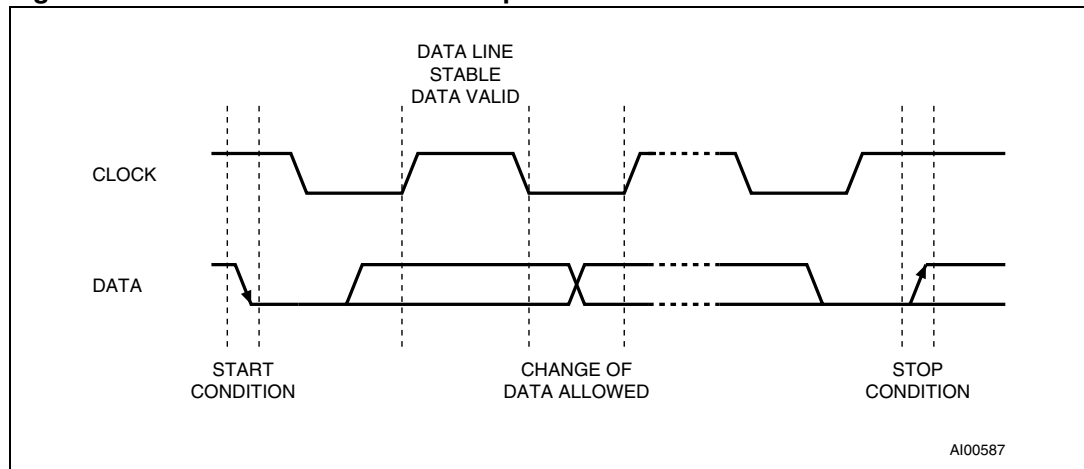 DATA LINE
STABLE
DATA VALID
CLOCK
DATA
START
CONDITION
CHANGE OF
DATA ALLOWED
STOP
CONDITION
AI00587